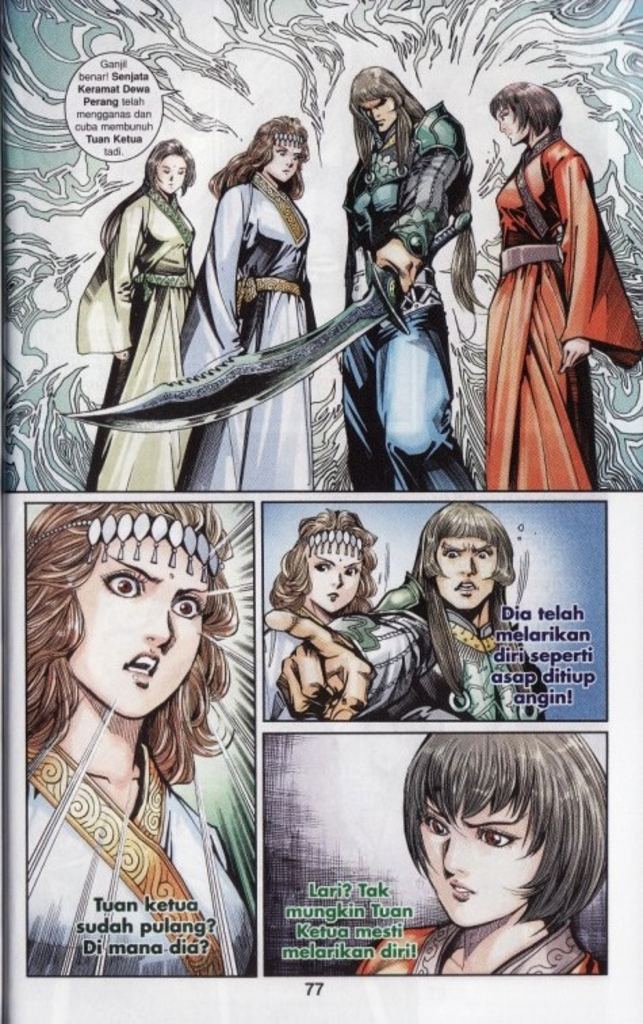 Ganjil
benar! Senjata
Keramat Dewa
Perang telah
mengganas dan
cuba membunuh
Tuan Ketua
tadi.
Tuan ketua
sudah pulang?
Di mana dia?
Dia telah
melarikan
diri seperti
asap ditiup
angin!
Lari? Tak
mungkin Tuan
Ketua mesti
melarikan diri!
77